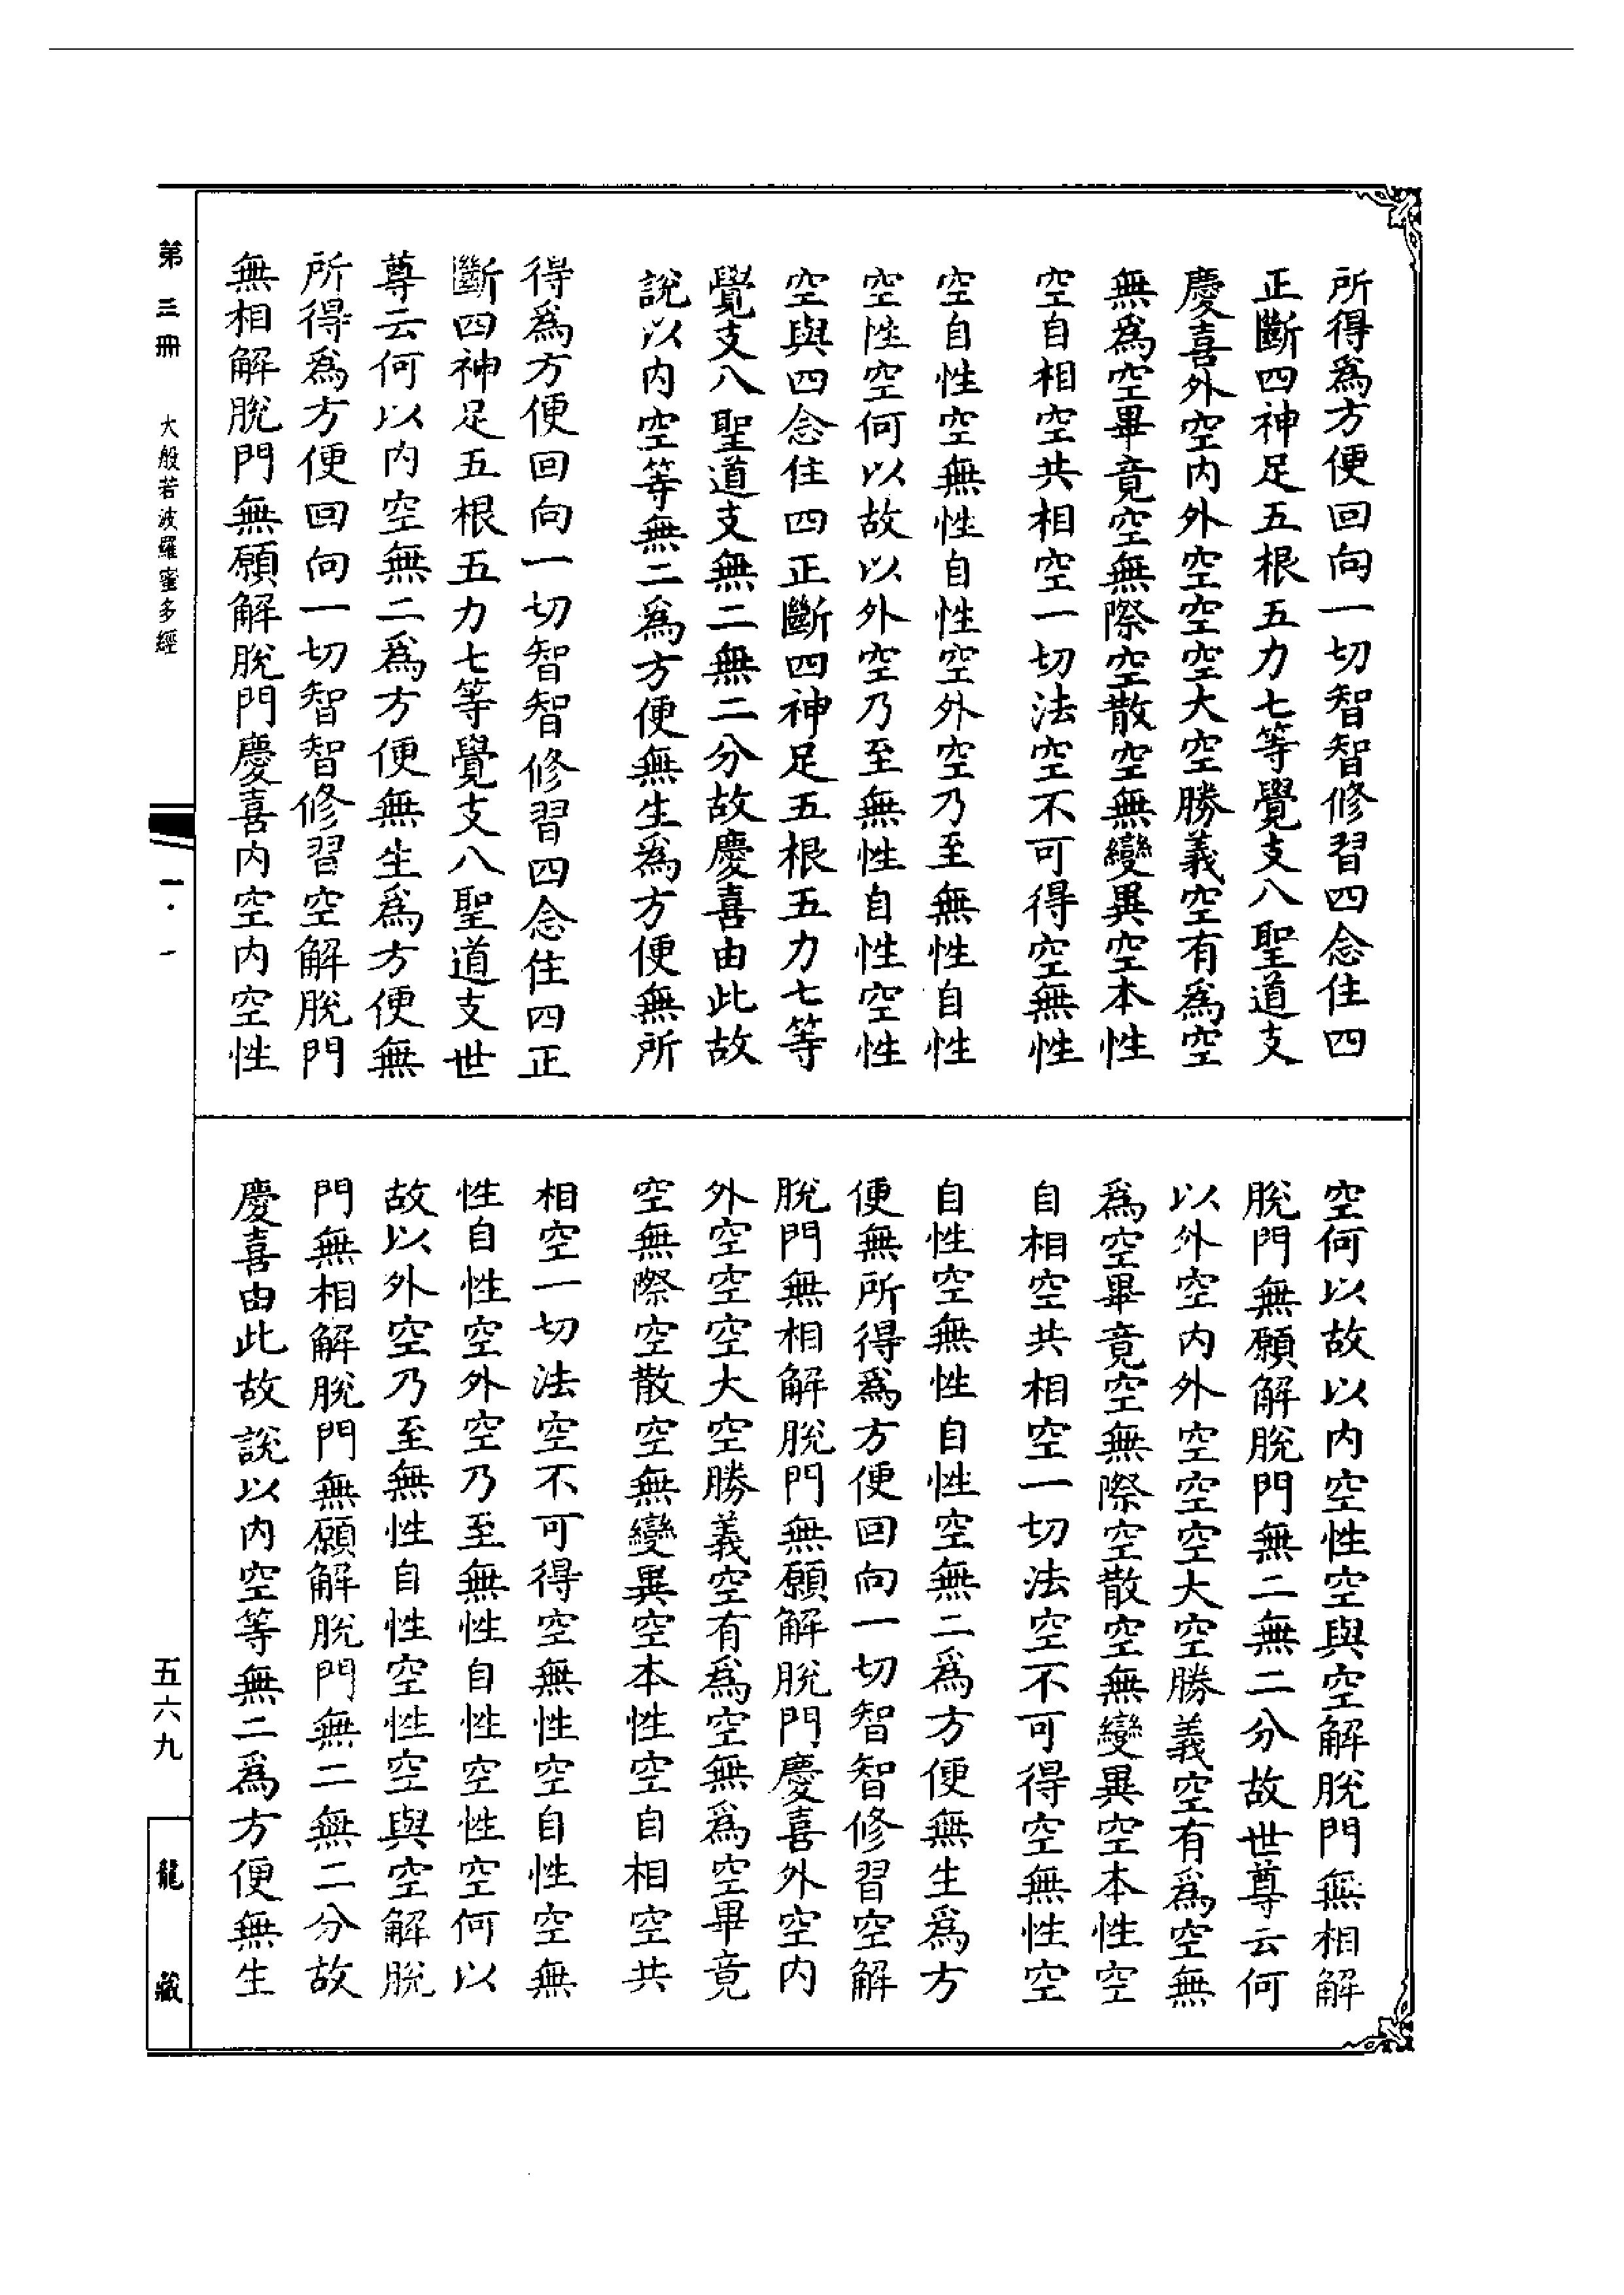 所得為方便回向一切智智修習四念住四
正斷四神足五根五力七等覺支八聖道支
慶喜外空內外空空空大空勝義空有為空
無為空畢竟空無際空散空無變異空本性
空自相空共相空一切法空不可得空無性
空自性空無性自性空外空乃至無性自性
空性空何以故以外空乃至無性自性空性
空與四念住四正斷四神足五根五力七等
覺支八聖道支無二無二分故慶喜由此故
說以內空等無二為方便無生為方便無所
得為方便回向一切智智修習四念住四正
斷四神足五根五力七等覺支八聖道支世
尊云何以內空無二為方便無生為方便無
所得為方便回向一切智智修習空解脫門
無相解脫門無願解脫門慶喜內空內空性
空何以故以內空性空與空解脫門無相解
脫門無願解脫門無二無二分故世尊云何
以外空內外空空空大空勝義空有為空無
為空畢竟空無際空散空無變異空本性空
自相空共相空一切法空不可得空無性空
自性空無性自性空無二為方便無生為方
便無所得為方便回向一切智智修習空解
脫門無相解脫門無願解脫門慶喜外空內
外空空空大空勝義空有為空無為空畢竟
空無際空散空無變異空本性空自相空共
相空一切法空不可得空無性空自性空無
性自性空外空乃至無性自性空性空何以
故以外空乃至無性自性空性空與空解脫
門無相解脫門無願解脫門無二無二分故
慶喜由此故說以內空等無二為方便無生
第三冊 大般若波羅蜜多經
一·一
五六九
龍藏